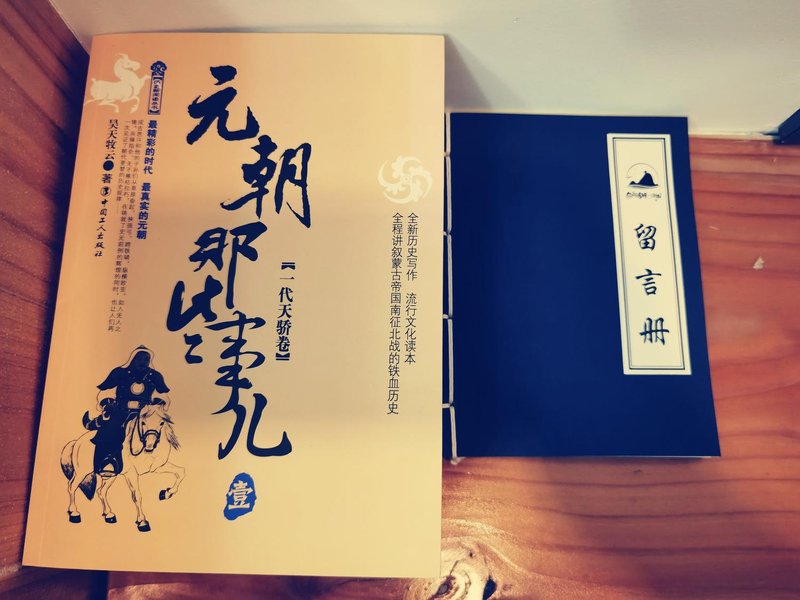 元朝那些事儿
【一代天骄卷】
壹
全新历史写作 流行文化读本
全程讲叙蒙古帝国南征北战的铁血历史
最精彩的时代 最真实的元朝
昊天牧云 著
中国工人出版社
留言册